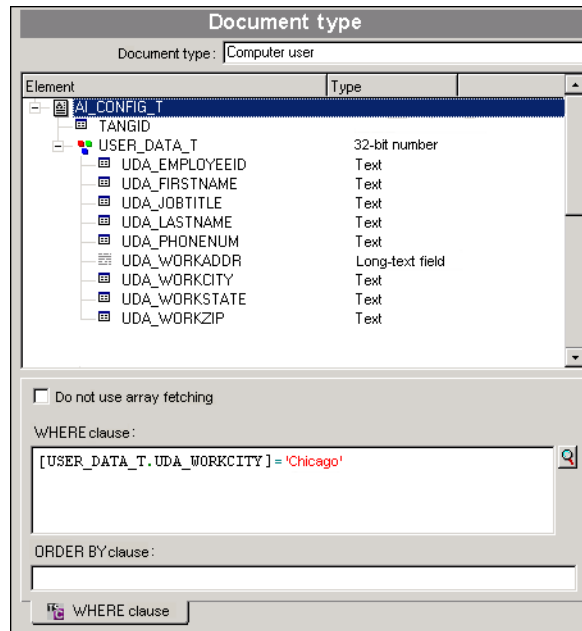 Document type
Document type: Computer user
Element Type
AI_CONFIG_T
TANGID
USER_DATA_T 32-bit number
UDA_EMPLOYEEID Text
UDA_FIRSTNAME Text
UDA_JOBTITLE Text
UDA_LASTNAME Text
UDA_PHONENUM Text
UDA_WORKADDR Long-text field
UDA_WORKCITY Text
UDA_WORKSTATE Text
UDA_WORKZIP Text
Do not use array fetching
WHERE clause:
[USER_DATA_T.UDA_WORKCITY]='Chicago'
ORDER BY clause:
WHERE clause